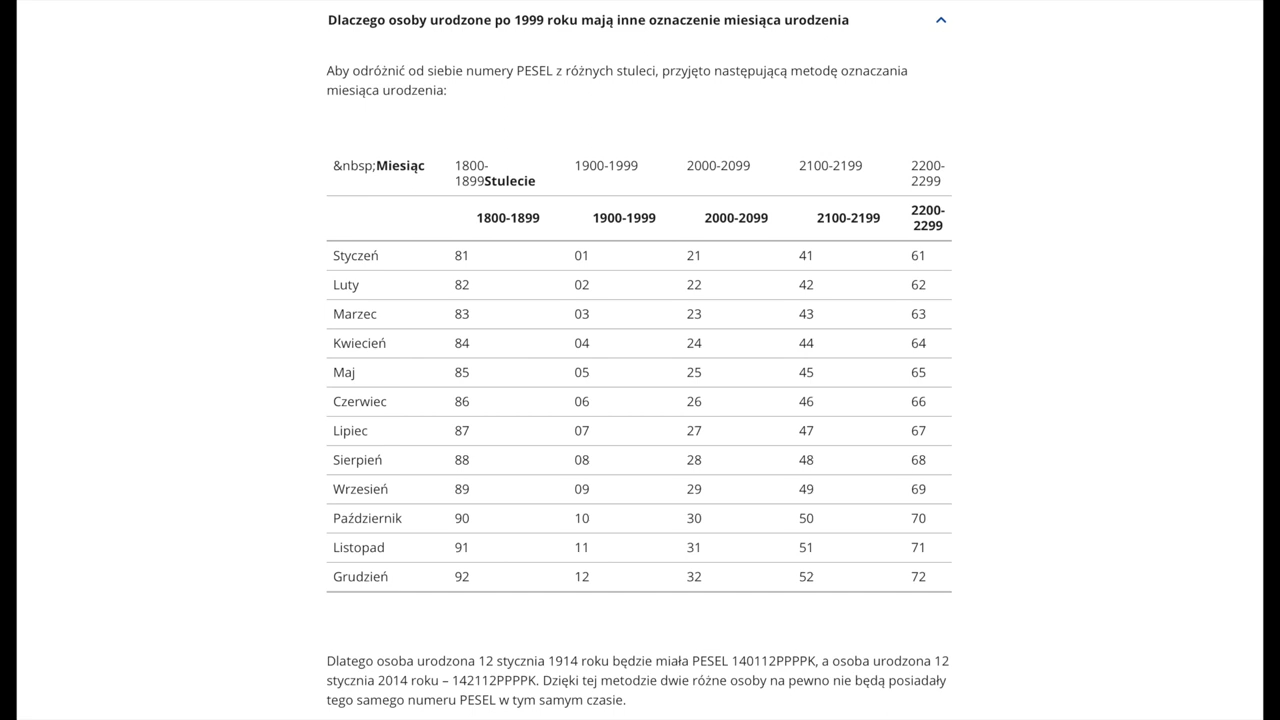 Dlaczego osoby urodzone po 1999 roku mają inne oznaczenie miesiąca urodzenia
Aby odróżnić od siebie numery PESEL z różnych stuleci, przyjęto następującą metodę oznaczania
miesiąca urodzenia:
&nbsp;Miesiąc 1800-1899Stulecie 1900-1999 2000-2099 2100-2199 2200-2299
1800-1899 1900-1999 2000-2099 2100-2199 2200-2299
Styczeń 81 01 21 41 61
Luty 82 02 22 42 62
Marzec 83 03 23 43 63
Kwiecień 84 04 24 44 64
Maj 85 05 25 45 65
Czerwiec 86 06 26 46 66
Lipiec 87 07 27 47 67
Sierpień 88 08 28 48 68
Wrzesień 89 09 29 49 69
Październik 90 10 30 50 70
Listopad 91 11 31 51 71
Grudzień 92 12 32 52 72
Dlatego osoba urodzona 12 stycznia 1914 roku będzie miała PESEL 140112PPPPK, a osoba urodzona 12
stycznia 2014 roku – 142112PPPPK. Dzięki tej metodzie dwie różne osoby na pewno nie będą posiadały
tego samego numeru PESEL w tym samym czasie.